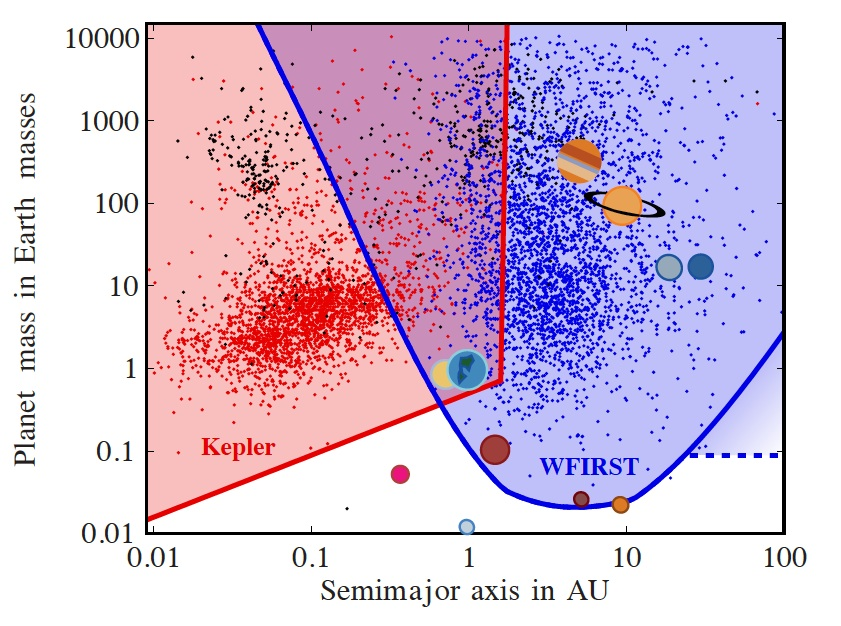 Planet mass in Earth masses
10000
1000
100
10
1
0.1
0.01
Kepler
WFIRST
0.01 0.1 1 10 100
Semimajor axis in AU